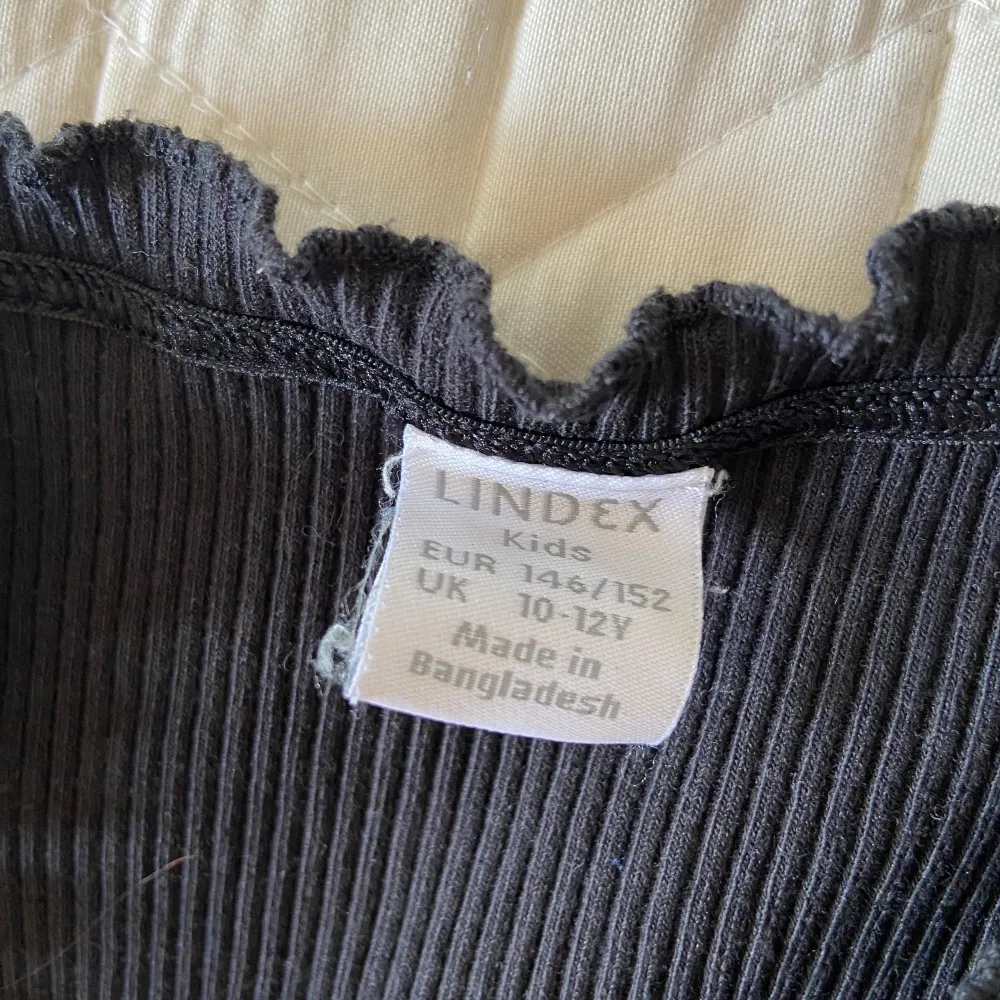 LINDEX
Kids
EUR 146/152
UK 10-12Y
Made in
Bangladesh